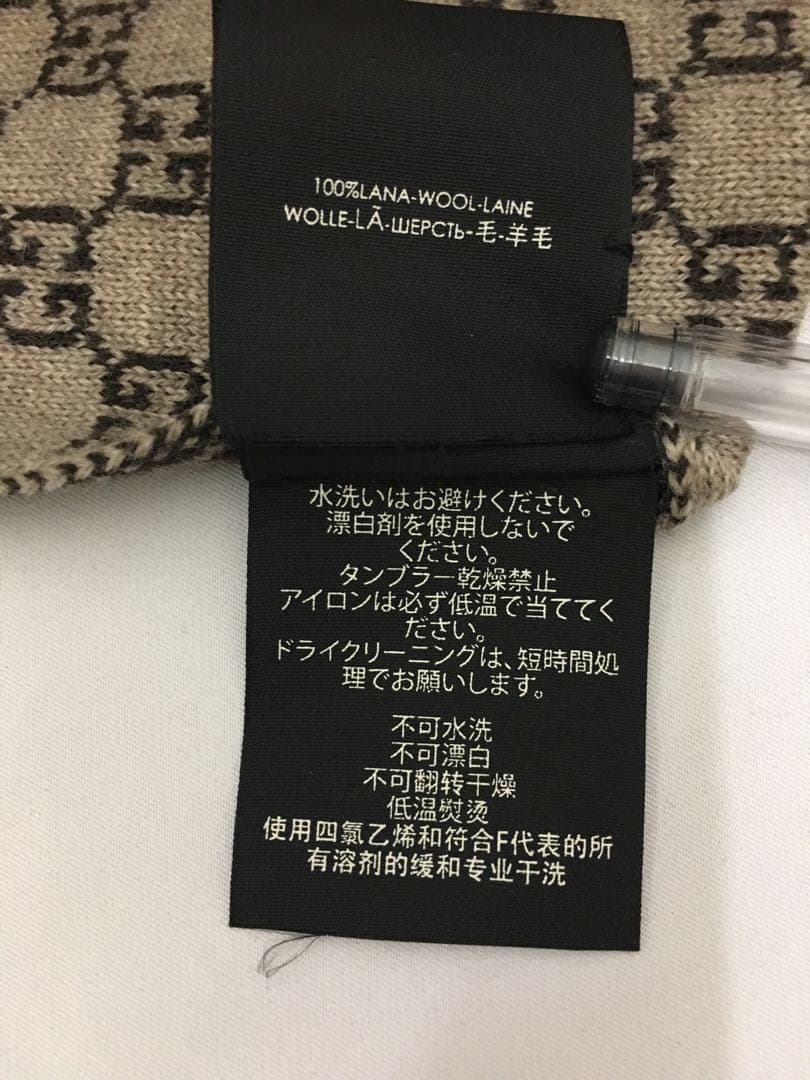 100%LANA-WOOL-LAINE
WOLLE-LÃ-ШЕРСТЬ-毛-羊毛
水洗いはお避けください。
漂白剤を使用しないで
ください。
タンブラー乾燥禁止
アイロンは必ず低温で当ててく
ださい。
ドライクリーニングは、短時間処
理でお願いします。
不可水洗
不可漂白
不可翻转干燥
低温熨烫
使用四氯乙烯和符合F代表的所
有溶剂的缓和专业干洗